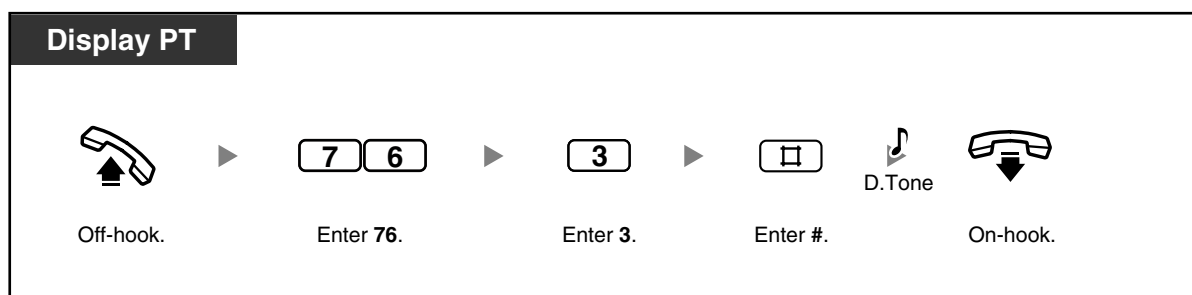 Display PT
7 6
3
#
D.Tone
Off-hook.
Enter 76.
Enter 3.
Enter #.
On-hook.